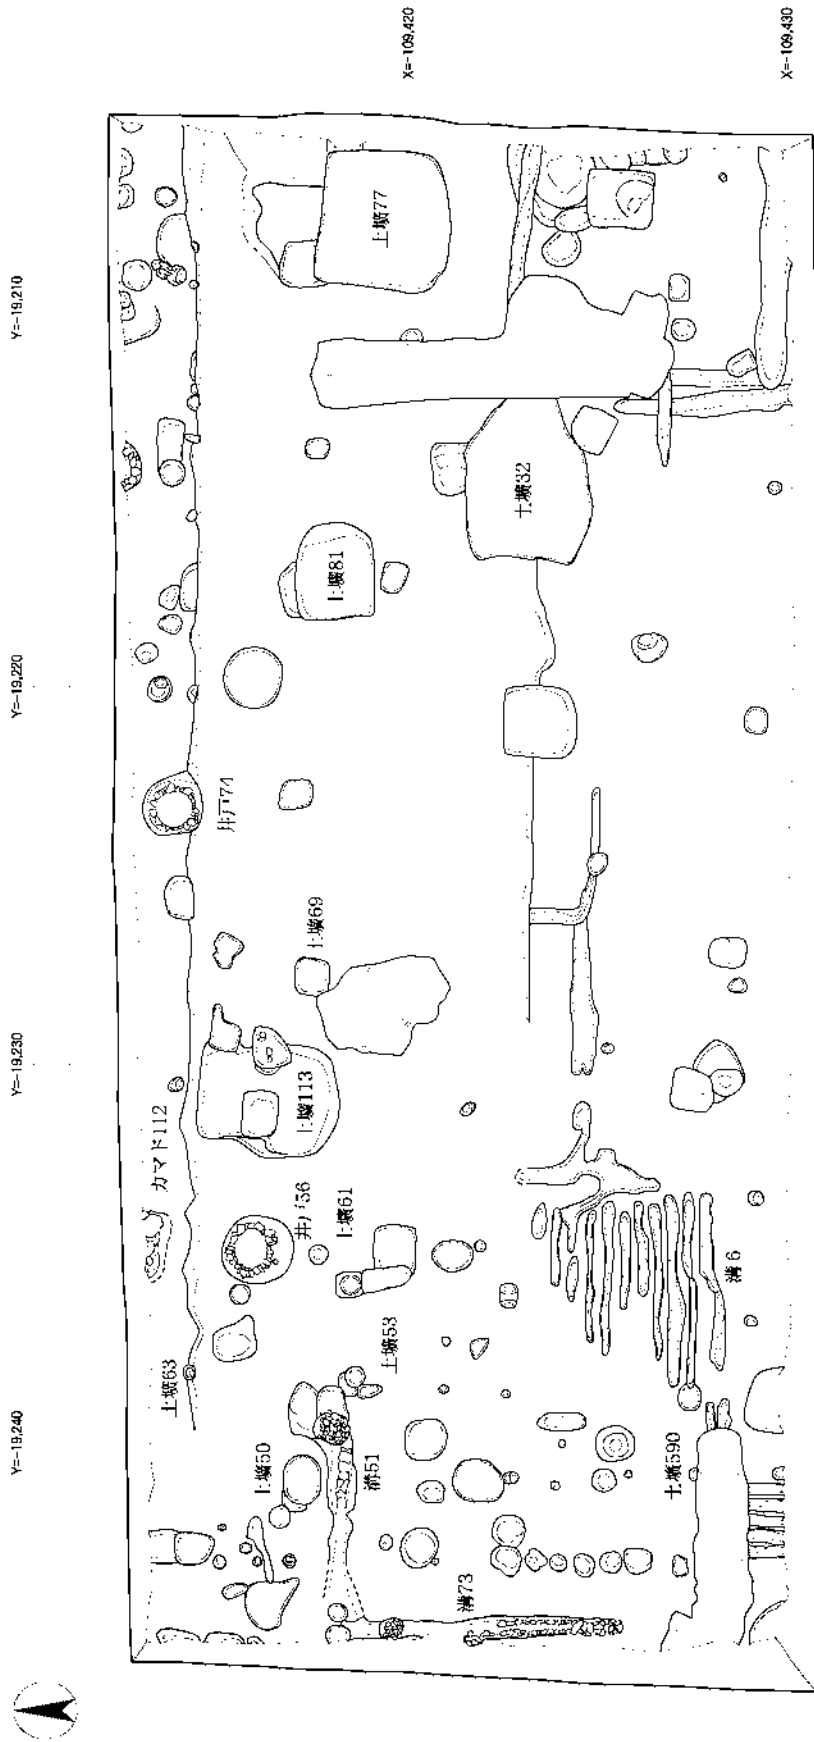 X=-109,420
X=-109,430
Y=-19,210
Y=-19,220
Y=-19,230
Y=-19,240
土壙77
土壙32
土壙81
井戸74
土壙69
土壙113
カマド112
井戸56
土壙61
土壙63
土壙53
溝6
土壙50
溝51
土壙590
溝73